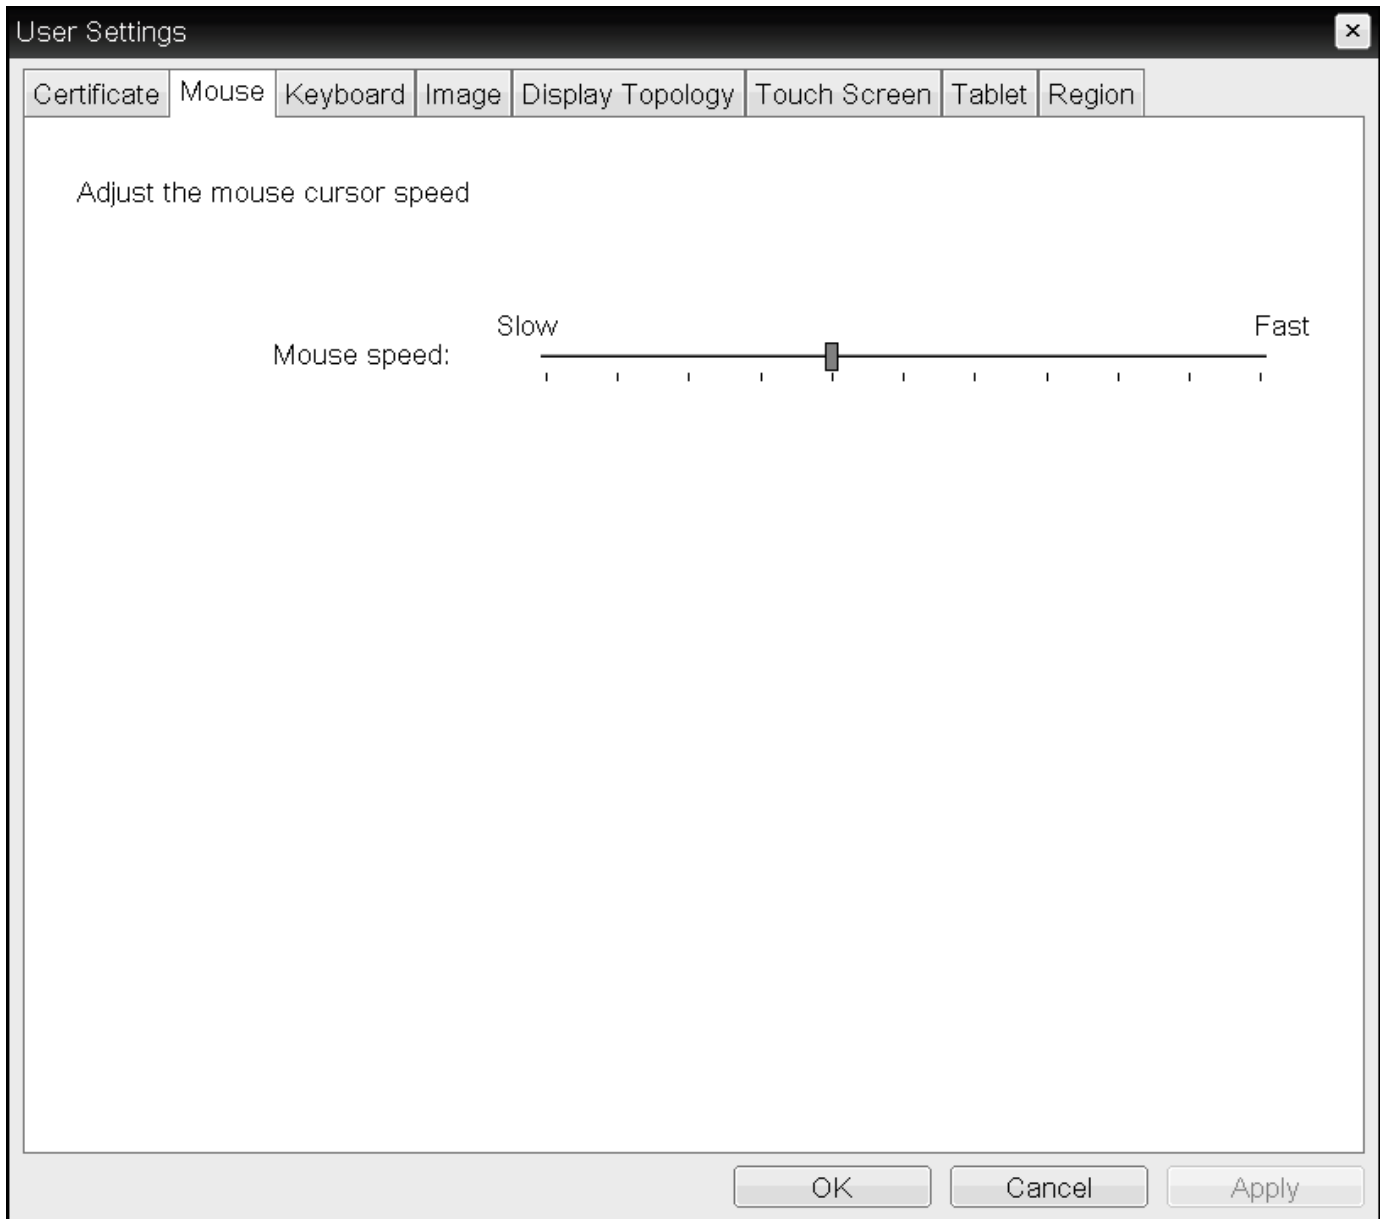 User Settings
Certificate Mouse Keyboard Image Display Topology Touch Screen Tablet Region
Adjust the mouse cursor speed
Slow Fast
Mouse speed:
OK Cancel Apply